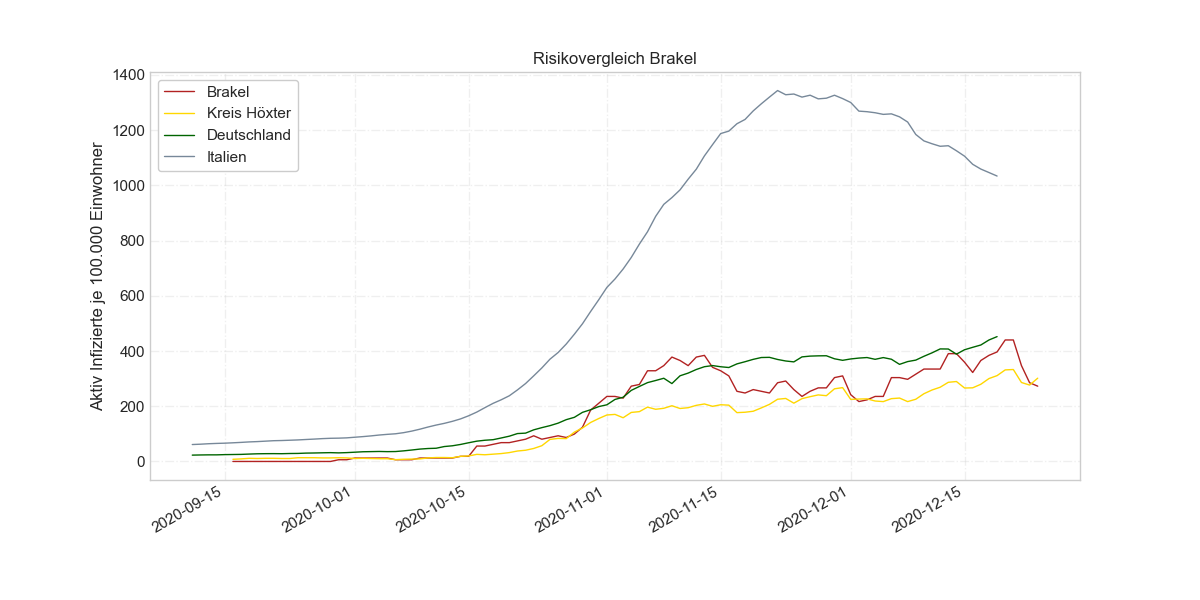 Risikovergleich Brakel
Aktiv Infizierte je 100.000 Einwohner
1400
1200
1000
800
600
400
200
0
Brakel
Kreis Höxter
Deutschland
Italien
2020-09-15
2020-10-01
2020-10-15
2020-11-01
2020-11-15
2020-12-01
2020-12-15